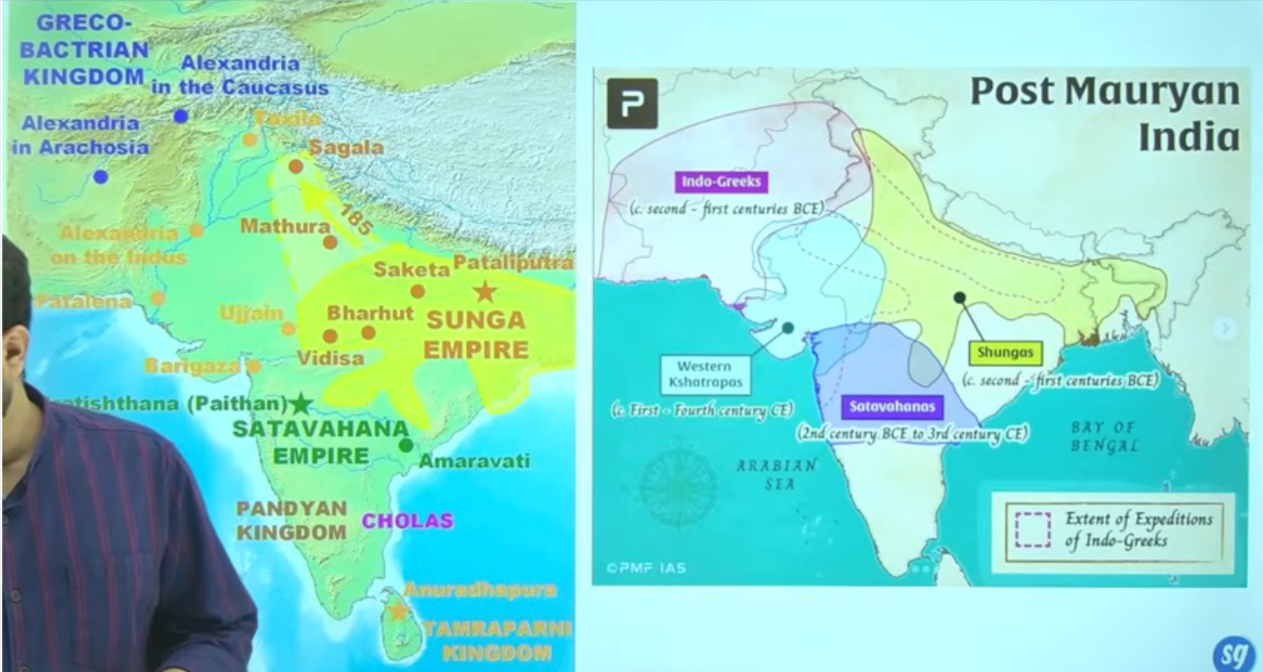 GRECO-
BACTRIAN
KINGDOM
Alexandria
in the Caucasus
Alexandria
in Arachosia
Taxila
Sagala
185
Mathura
Alexandria
on the Indus
Saketa
Pataliputra
Patalena
Ujjain
Bharhut
SUNGA
EMPIRE
Vidisa
Barigaza
ratishthana (Paithan)
SATAVAHANA
EMPIRE
Amaravati
PANDYAN
KINGDOM
CHOLAS
Anuradhapura
TAMRAPARNI
KINGDOM
P
Post Mauryan
India
Indo-Greeks
(c. second - first centuries BCE)
Western
Kshatrapas
(c. First - Fourth century CE)
Shungas
(c. second - first centuries BCE)
Satavahanas
(2nd century BCE to 3rd century CE)
BAY OF
BENGAL
ARABIAN
SEA
Extent of Expeditions
of Indo-Greeks
©PMF IAS
sg